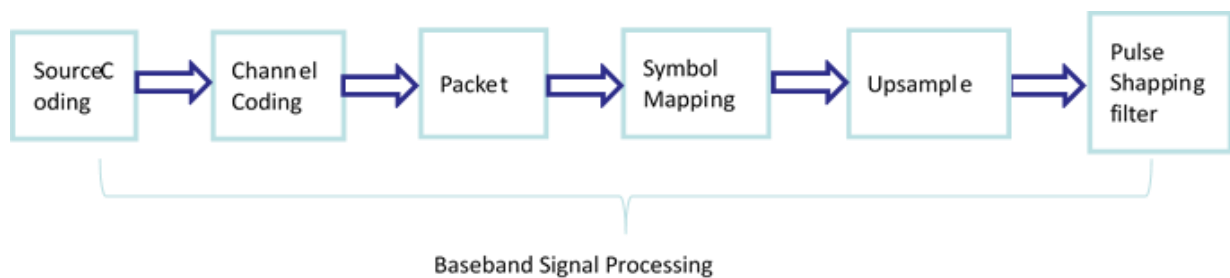 SourceC
oding
Channel
Coding
Packet
Symbol
Mapping
Upsample
Pulse
Shapping
filter
Baseband Signal Processing